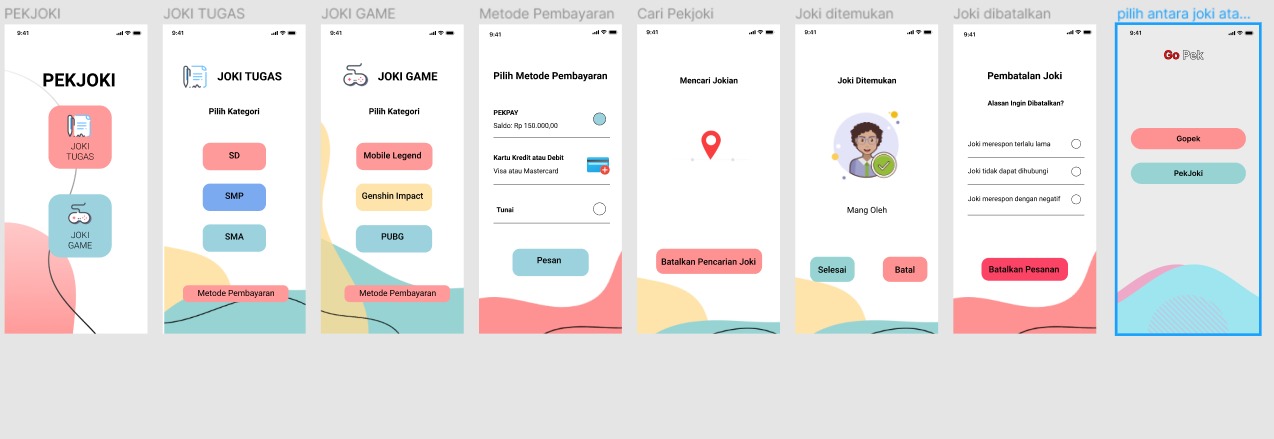 PEKJOKI
9:41
PEKJOKI
JOKI
TUGAS
JOKI
GAME
JOKI TUGAS
9:41
JOKI TUGAS
Pilih Kategori
SD
SMP
SMA
Metode Pembayaran
JOKI GAME
9:41
JOKI GAME
Pilih Kategori
Mobile Legend
Genshin Impact
PUBG
Metode Pembayaran
Metode Pembayaran
9:41
Pilih Metode Pembayaran
PEKPAY
Saldo: Rp 150.000,00
Kartu Kredit atau Debit
Visa atau Mastercard
Tunai
Pesan
Cari Pekjoki
9:41
Mencari Jokian
Batalkan Pencarian Joki
Joki ditemukan
9:41
Joki Ditemukan
Mang Oleh
Selesai
Batal
Joki dibatalkan
9:41
Pembatalan Joki
Alasan Ingin Dibatalkan?
Joki merespon terlalu lama
Joki tidak dapat dihubungi
Joki merespon dengan negatif
Batalkan Pesanan
pilih antara joki ata...
9:41
Go Pek
Gopek
PekJoki